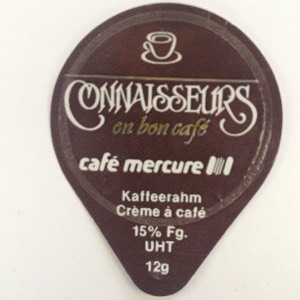 CONNAISSEURS
en bon café
café mercure
Kaffeerahm
Crème à café
15% Fg.
UHT
12g